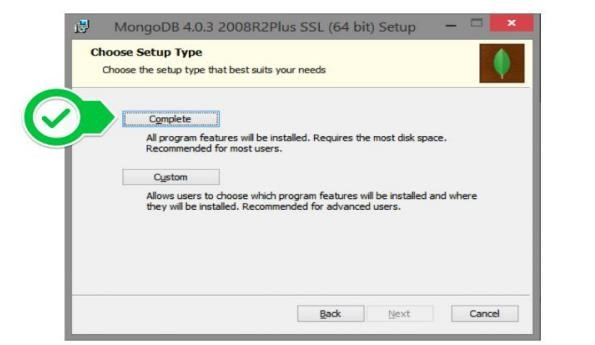 MongoDB 4.0.3 2008R2Plus SSL (64 bit) Setup
Choose Setup Type
Choose the setup type that best suits your needs
Complete
All program features will be installed. Requires the most disk space.
Recommended for most users.
Custom
Allows users to choose which program features will be installed and where
they will be installed. Recommended for advanced users.
Back Next Cancel